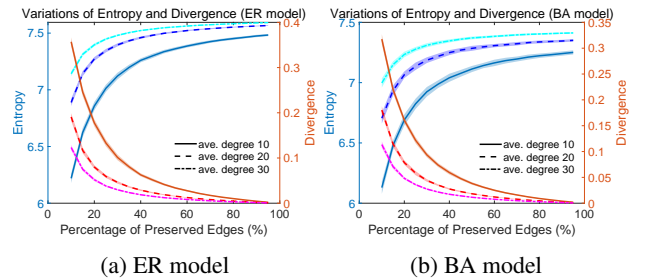 Variations of Entropy and Divergence (ER model)
7.5
7
6.5
6
Entropy
0.4
0.3
0.2
0.1
0
Divergence
ave. degree 10
ave. degree 20
ave. degree 30
0 20 40 60 80 100
Percentage of Preserved Edges (%)
(a) ER model
Variations of Entropy and Divergence (BA model)
7.5
7
6.5
6
Entropy
0.35
0.3
0.25
0.2
0.15
0.1
0.05
0
Divergence
ave. degree 10
ave. degree 20
ave. degree 30
0 20 40 60 80 100
Percentage of Preserved Edges (%)
(b) BA model